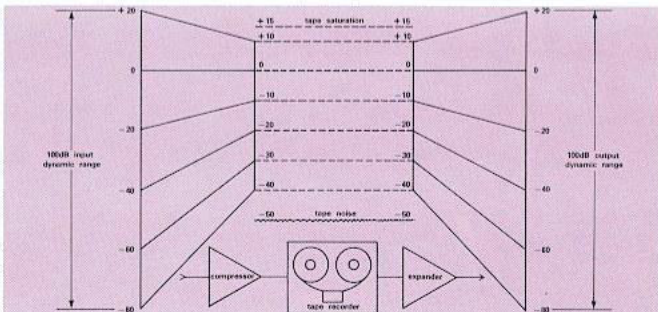 + 20
+ 15 tape saturation + 15
+ 20
+ 10 + 10
0 0 0 0
−10 −10
−20 −20 −20 −20
−30 −30
100dB input
dynamic range
100dB output
dynamic range
−40 −40 −40 −40
−50 tape noise −50
−60 −60
compressor
expander
tape recorder
−80 −80